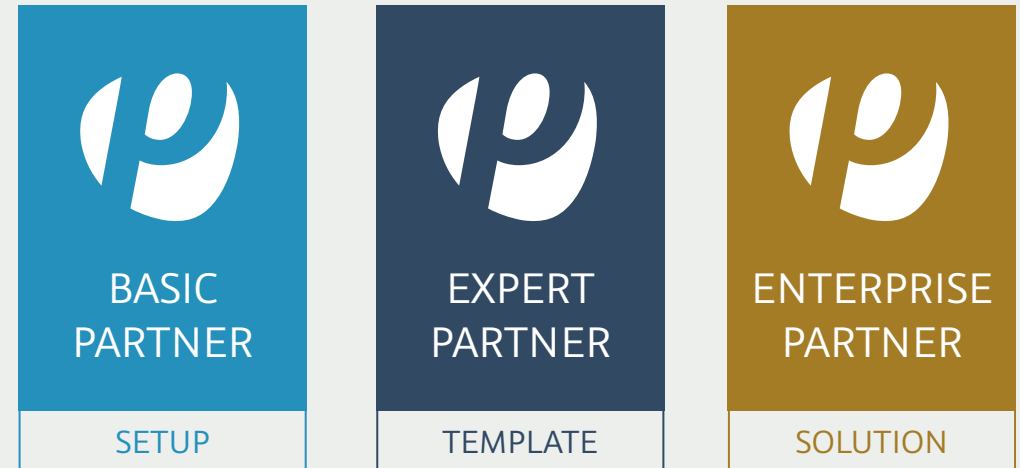 BASIC
PARTNER
SETUP
EXPERT
PARTNER
TEMPLATE
ENTERPRISE
PARTNER
SOLUTION